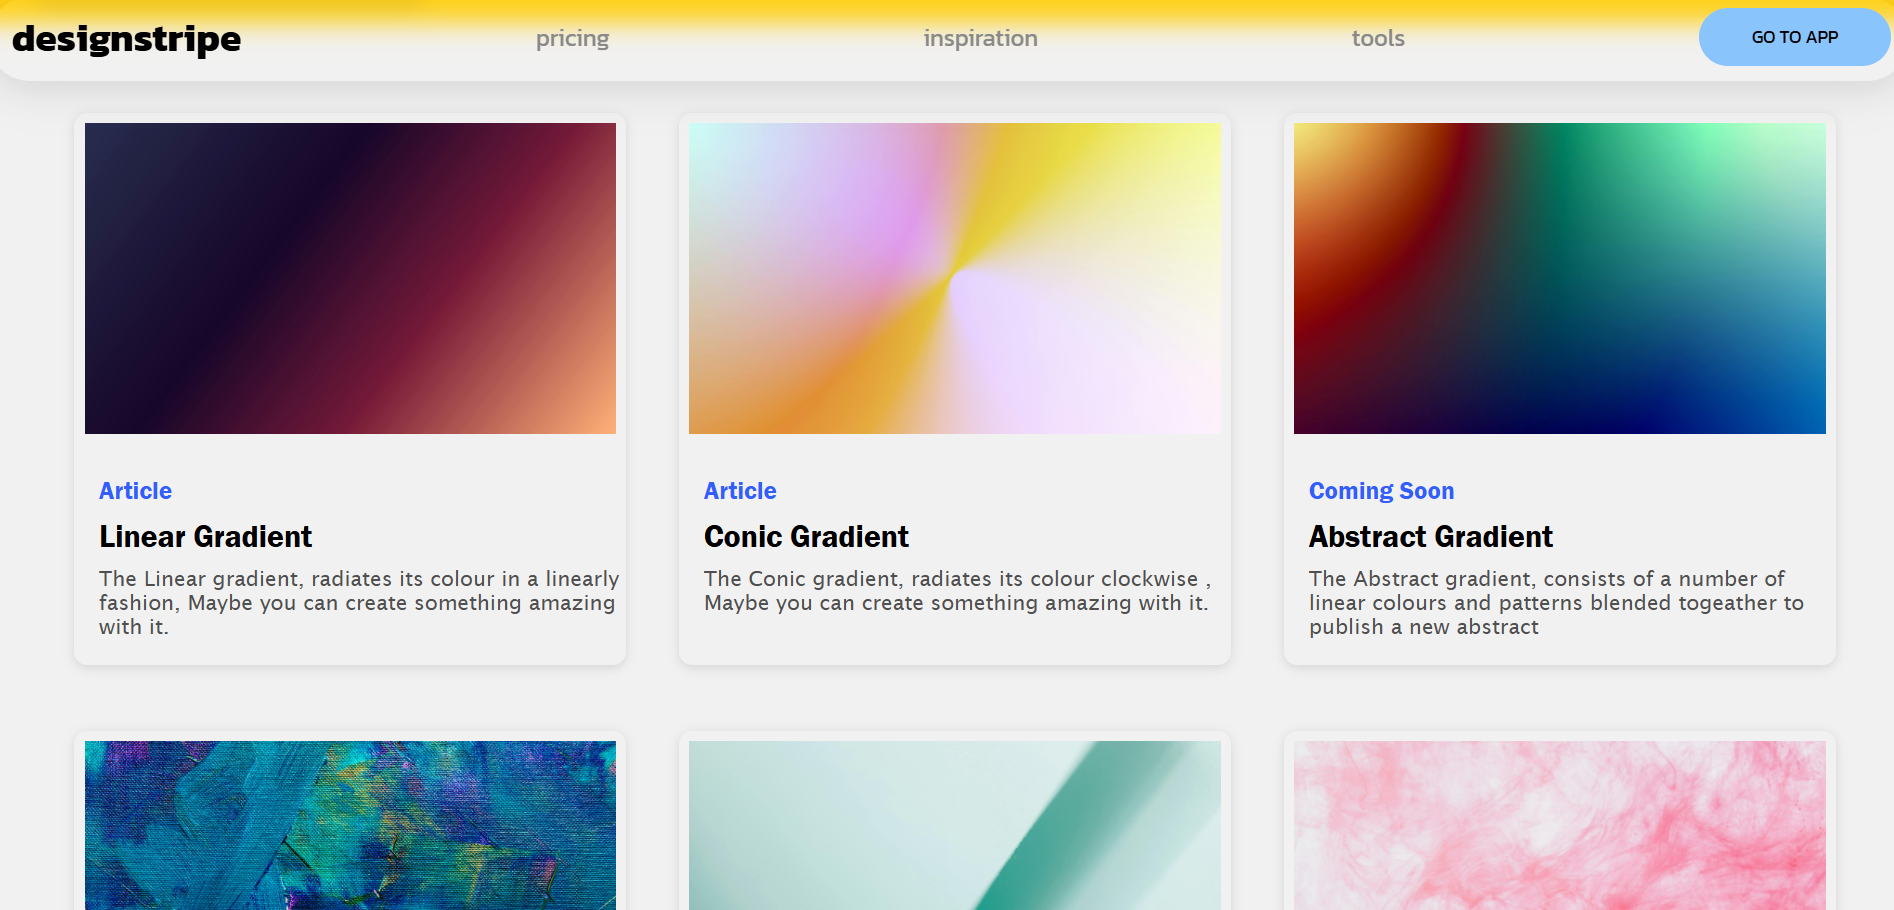 designstripe
pricing
inspiration
tools
GO TO APP
Article
Linear Gradient
The Linear gradient, radiates its colour in a linearly
fashion, Maybe you can create something amazing
with it.
Article
Conic Gradient
The Conic gradient, radiates its colour clockwise ,
Maybe you can create something amazing with it.
Coming Soon
Abstract Gradient
The Abstract gradient, consists of a number of
linear colours and patterns blended togeather to
publish a new abstract